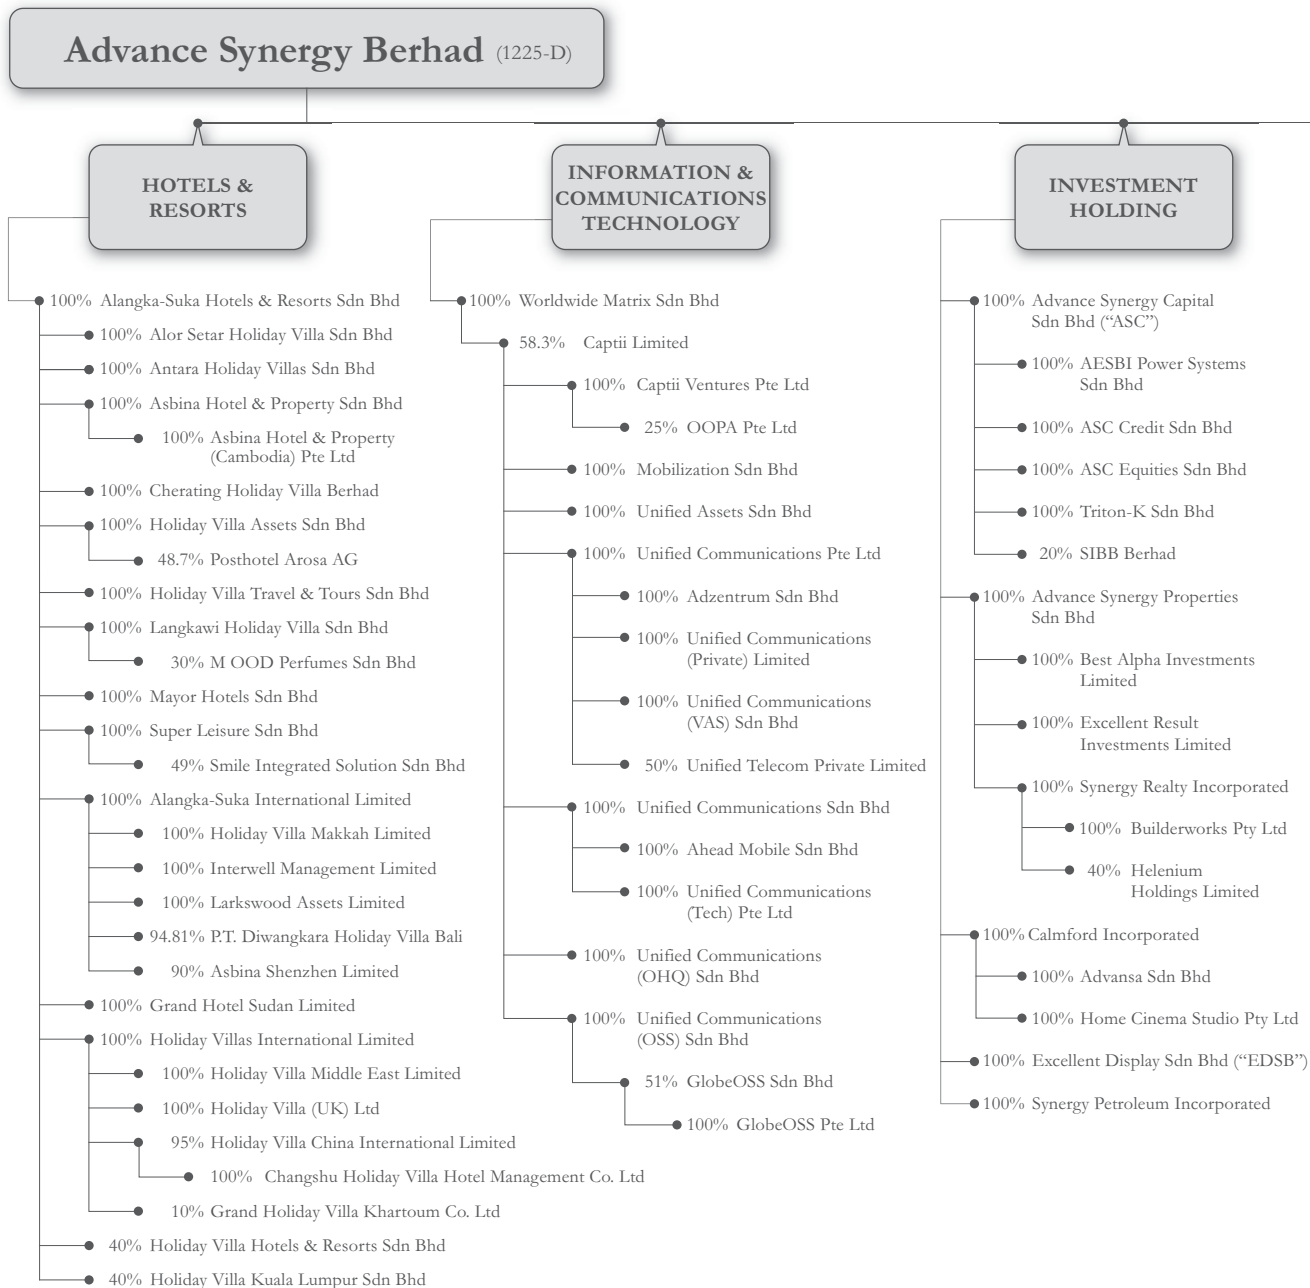 Advance Synergy Berhad (1225-D)
HOTELS &
RESORTS
100% Alangka-Suka Hotels & Resorts Sdn Bhd
100% Alor Setar Holiday Villa Sdn Bhd
100% Antara Holiday Villas Sdn Bhd
100% Asbina Hotel & Property Sdn Bhd
100% Asbina Hotel & Property
(Cambodia) Pte Ltd
100% Cherating Holiday Villa Berhad
100% Holiday Villa Assets Sdn Bhd
48.7% Posthotel Arosa AG
100% Holiday Villa Travel & Tours Sdn Bhd
100% Langkawi Holiday Villa Sdn Bhd
30% M OOD Perfumes Sdn Bhd
100% Mayor Hotels Sdn Bhd
100% Super Leisure Sdn Bhd
49% Smile Integrated Solution Sdn Bhd
100% Alangka-Suka International Limited
100% Holiday Villa Makkah Limited
100% Interwell Management Limited
100% Larkswood Assets Limited
94.81% P.T. Diwangkara Holiday Villa Bali
90% Asbina Shenzhen Limited
100% Grand Hotel Sudan Limited
100% Holiday Villas International Limited
100% Holiday Villa Middle East Limited
100% Holiday Villa (UK) Ltd
95% Holiday Villa China International Limited
100% Changshu Holiday Villa Hotel Management Co. Ltd
10% Grand Holiday Villa Khartoum Co. Ltd
40% Holiday Villa Hotels & Resorts Sdn Bhd
40% Holiday Villa Kuala Lumpur Sdn Bhd
INFORMATION &
COMMUNICATIONS
TECHNOLOGY
100% Worldwide Matrix Sdn Bhd
58.3% Captii Limited
100% Captii Ventures Pte Ltd
25% OOPA Pte Ltd
100% Mobilization Sdn Bhd
100% Unified Assets Sdn Bhd
100% Unified Communications Pte Ltd
100% Adzentrum Sdn Bhd
100% Unified Communications
(Private) Limited
100% Unified Communications
(VAS) Sdn Bhd
50% Unified Telecom Private Limited
100% Unified Communications Sdn Bhd
100% Ahead Mobile Sdn Bhd
100% Unified Communications
(Tech) Pte Ltd
100% Unified Communications
(OHQ) Sdn Bhd
100% Unified Communications
(OSS) Sdn Bhd
51% GlobeOSS Sdn Bhd
100% GlobeOSS Pte Ltd
INVESTMENT
HOLDING
100% Advance Synergy Capital
Sdn Bhd (“ASC”)
100% AESBI Power Systems
Sdn Bhd
100% ASC Credit Sdn Bhd
100% ASC Equities Sdn Bhd
100% Triton-K Sdn Bhd
20% SIBB Berhad
100% Advance Synergy Properties
Sdn Bhd
100% Best Alpha Investments
Limited
100% Excellent Result
Investments Limited
100% Synergy Realty Incorporated
100% Builderworks Pty Ltd
40% Helenium
Holdings Limited
100% Calmford Incorporated
100% Advansa Sdn Bhd
100% Home Cinema Studio Pty Ltd
100% Excellent Display Sdn Bhd (“EDSB”)
100% Synergy Petroleum Incorporated